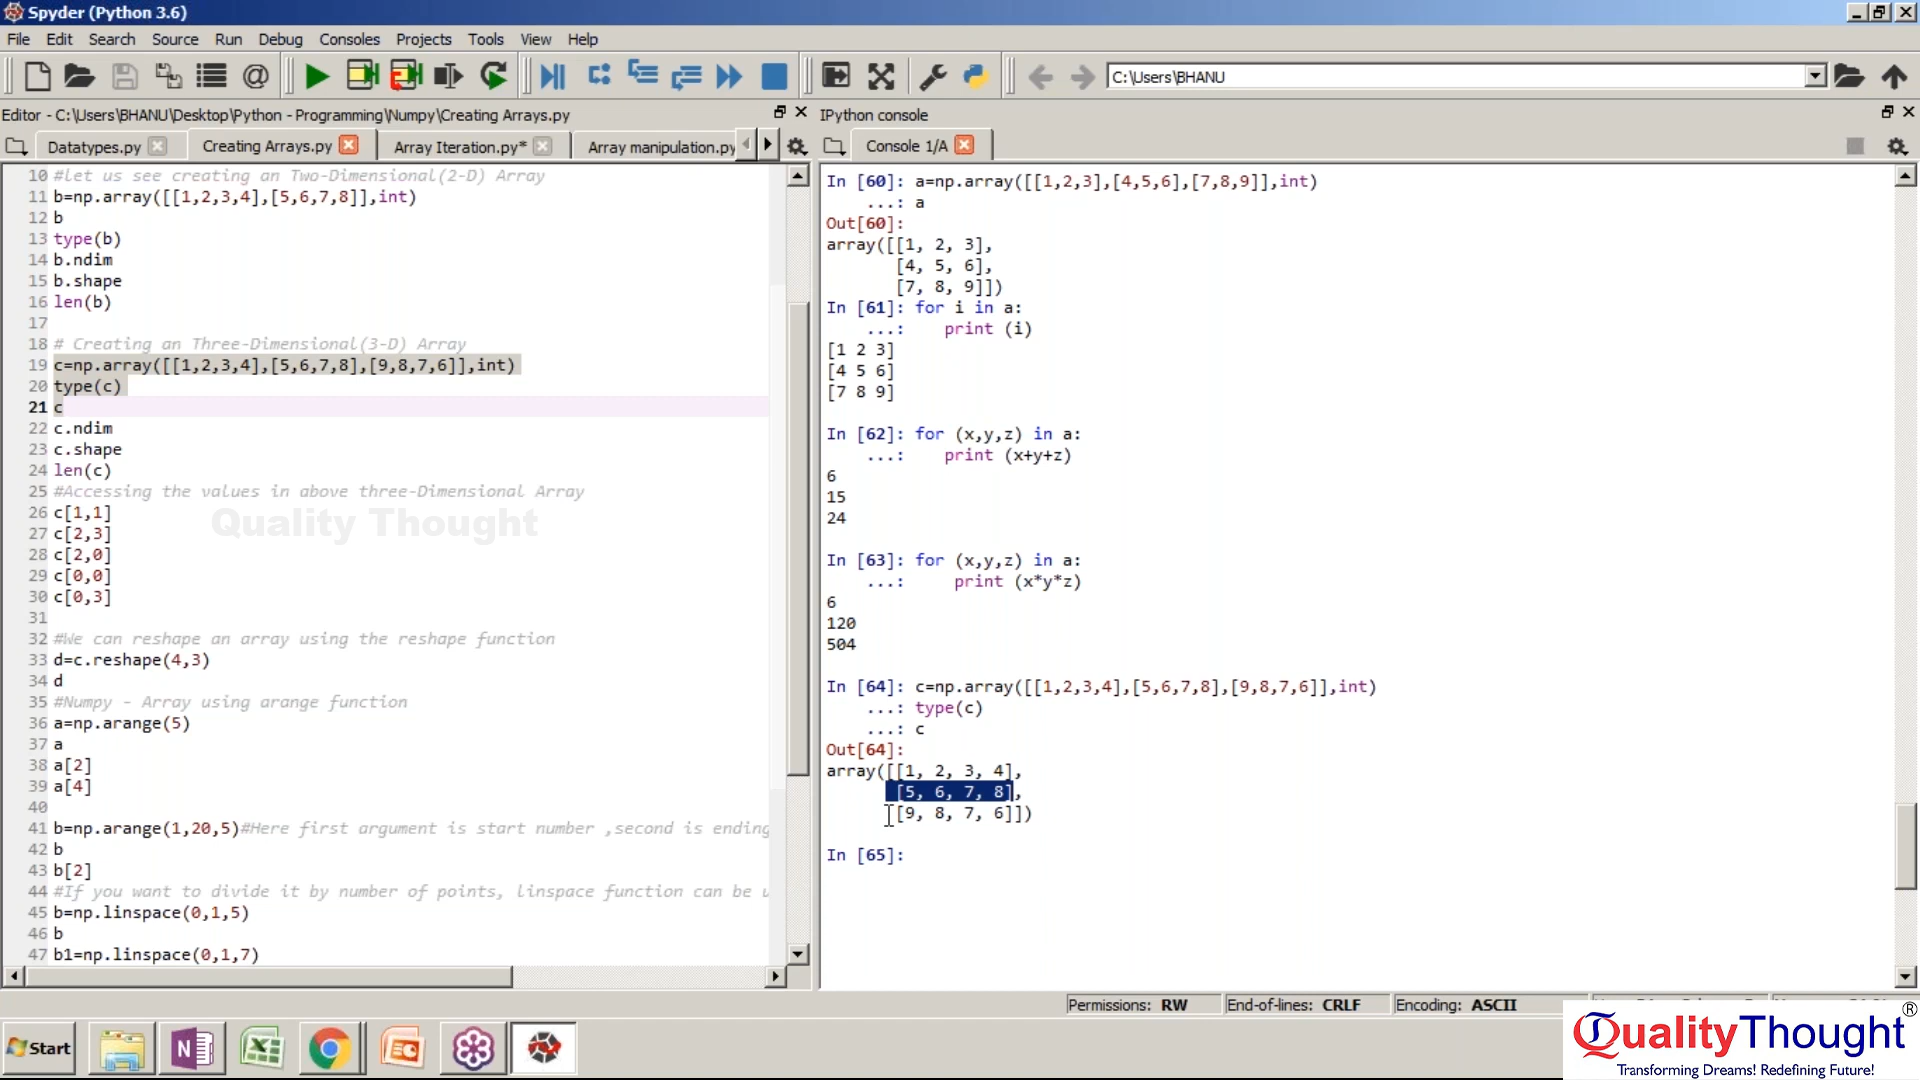 Spyder (Python 3.6)
File Edit Search Source Run Debug Consoles Projects Tools View Help
C:\Users\BHANU
Editor - C:\Users\BHANU\Desktop\Python - Programming\Numpy\Creating Arrays.py
Datatypes.py Creating Arrays.py Array Iteration.py* Array manipulation.py
10 #Let us see creating an Two-Dimensional(2-D) Array
11 b=np.array([[1,2,3,4],[5,6,7,8]],int)
12 b
13 type(b)
14 b.ndim
15 b.shape
16 len(b)
17
18 # Creating an Three-Dimensional(3-D) Array
19 c=np.array([[1,2,3,4],[5,6,7,8],[9,8,7,6]],int)
20 type(c)
21 c
22 c.ndim
23 c.shape
24 len(c)
25 #Accessing the values in above three-Dimensional Array
26 c[1,1]
27 c[2,3]
28 c[2,0]
29 c[0,0]
30 c[0,3]
31
32 #We can reshape an array using the reshape function
33 d=c.reshape(4,3)
34 d
35 #Numpy - Array using arange function
36 a=np.arange(5)
37 a
38 a[2]
39 a[4]
40
41 b=np.arange(1,20,5)#Here first argument is start number ,second is ending
42 b
43 b[2]
44 #If you want to divide it by number of points, linspace function can be
45 b=np.linspace(0,1,5)
46 b
47 b1=np.linspace(0,1,7)
Quality Thought
IPython console
Console 1/A
In [60]: a=np.array([[1,2,3],[4,5,6],[7,8,9]],int)
...: a
Out[60]:
array([[1, 2, 3],
[4, 5, 6],
[7, 8, 9]])
In [61]: for i in a:
...: print (i)
[1 2 3]
[4 5 6]
[7 8 9]
In [62]: for (x,y,z) in a:
...: print (x+y+z)
6
15
24
In [63]: for (x,y,z) in a:
...: print (x*y*z)
6
120
504
In [64]: c=np.array([[1,2,3,4],[5,6,7,8],[9,8,7,6]],int)
...: type(c)
...: c
Out[64]:
array([[1, 2, 3, 4],
[5, 6, 7, 8],
[9, 8, 7, 6]])
In [65]:
Permissions: RW End-of-lines: CRLF Encoding: ASCII
Start
QualityThought®
Transforming Dreams! Redefining Future!